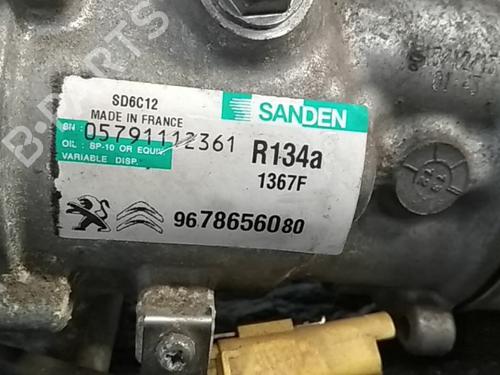 B-PARTS
SD6C12
MADE IN FRANCE
SANDEN
SN: 05791112361
OIL: SP-10 OR EQUIV.
VARIABLE DISP.
R134a
1367F
9678656080